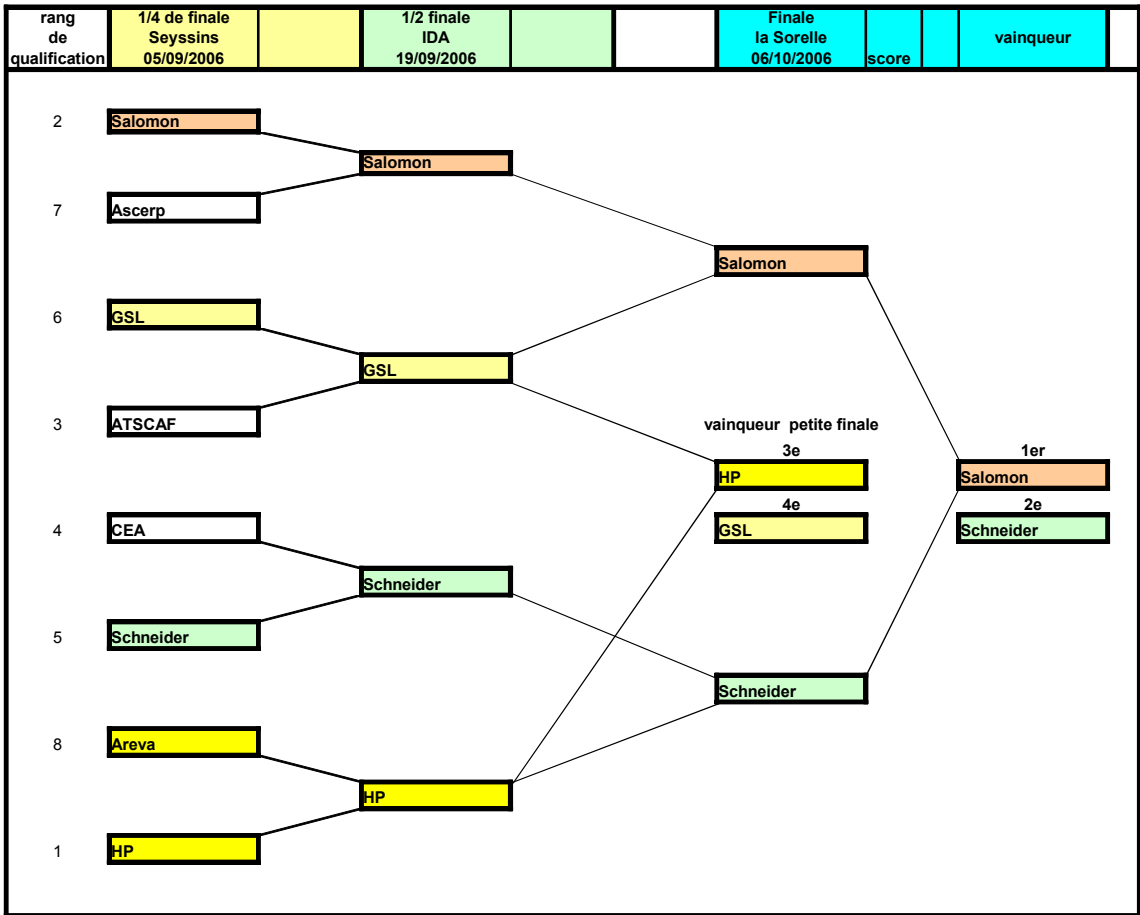 rang
de
qualification
1/4 de finale
Seyssins
05/09/2006
1/2 finale
IDA
19/09/2006
Finale
la Sorelle
06/10/2006
score
vainqueur
2
Salomon
Salomon
7
Ascerp
Salomon
6
GSL
GSL
3
ATSCAF
vainqueur petite finale
3e
1er
HP
Salomon
4e
2e
4
CEA
GSL
Schneider
Schneider
5
Schneider
Schneider
8
Areva
HP
1
HP